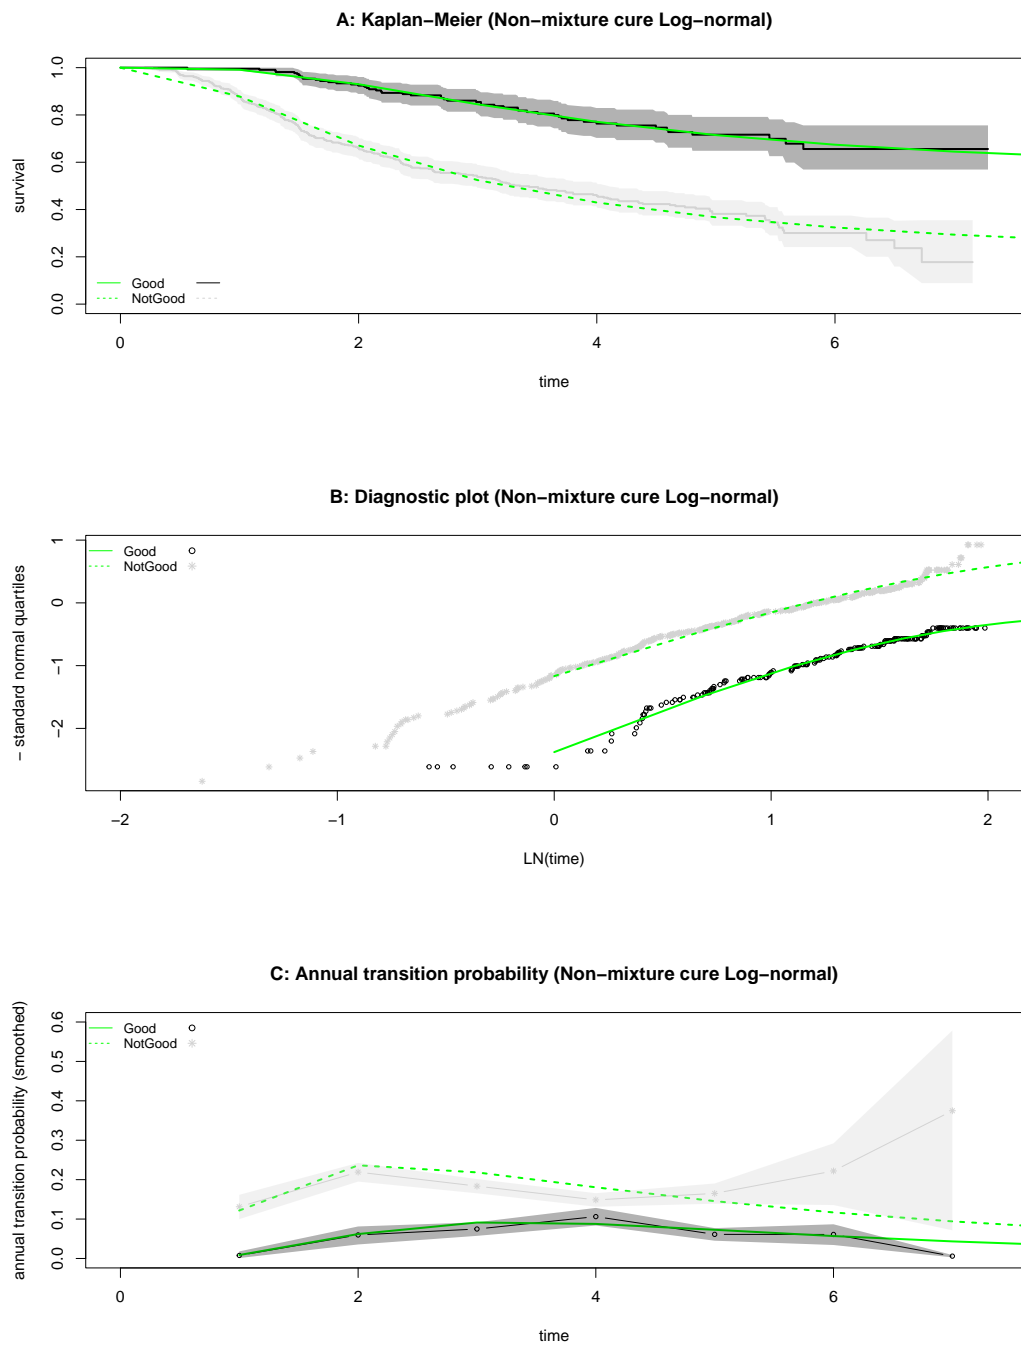 A: Kaplan−Meier (Non−mixture cure Log−normal)
survival
1.0
0.8
0.6
0.4
0.2
0.0
Good
NotGood
0 2 4 6
time
B: Diagnostic plot (Non−mixture cure Log−normal)
− standard normal quartiles
1
0
−1
−2
Good
NotGood
−2 −1 0 1 2
LN(time)
C: Annual transition probability (Non−mixture cure Log−normal)
annual transition probability (smoothed)
0.6
0.5
0.4
0.3
0.2
0.1
0.0
Good
NotGood
0 2 4 6
time